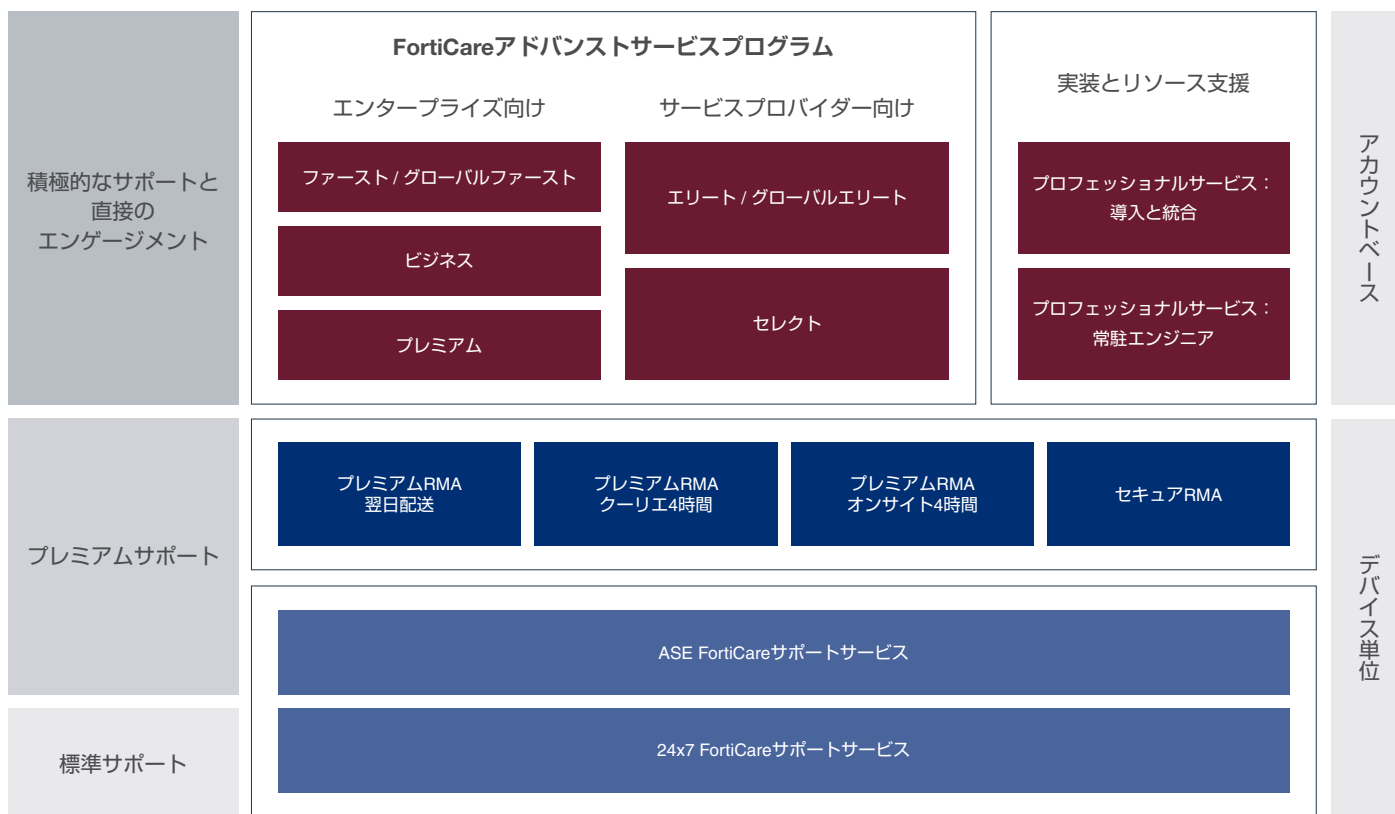 積極的なサポートと
直接の
エンゲージメント
FortiCareアドバンストサービスプログラム
エンタープライズ向け
ファースト / グローバルファースト
ビジネス
プレミアム
サービスプロバイダー向け
エリート / グローバルエリート
セレクト
実装とリソース支援
プロフェッショナルサービス：
導入と統合
プロフェッショナルサービス：
常駐エンジニア
アカウントベース
プレミアムサポート
プレミアムRMA
翌日配送
プレミアムRMA
クーリエ4時間
プレミアムRMA
オンサイト4時間
セキュアRMA
ASE FortiCareサポートサービス
標準サポート
24x7 FortiCareサポートサービス
デバイス単位